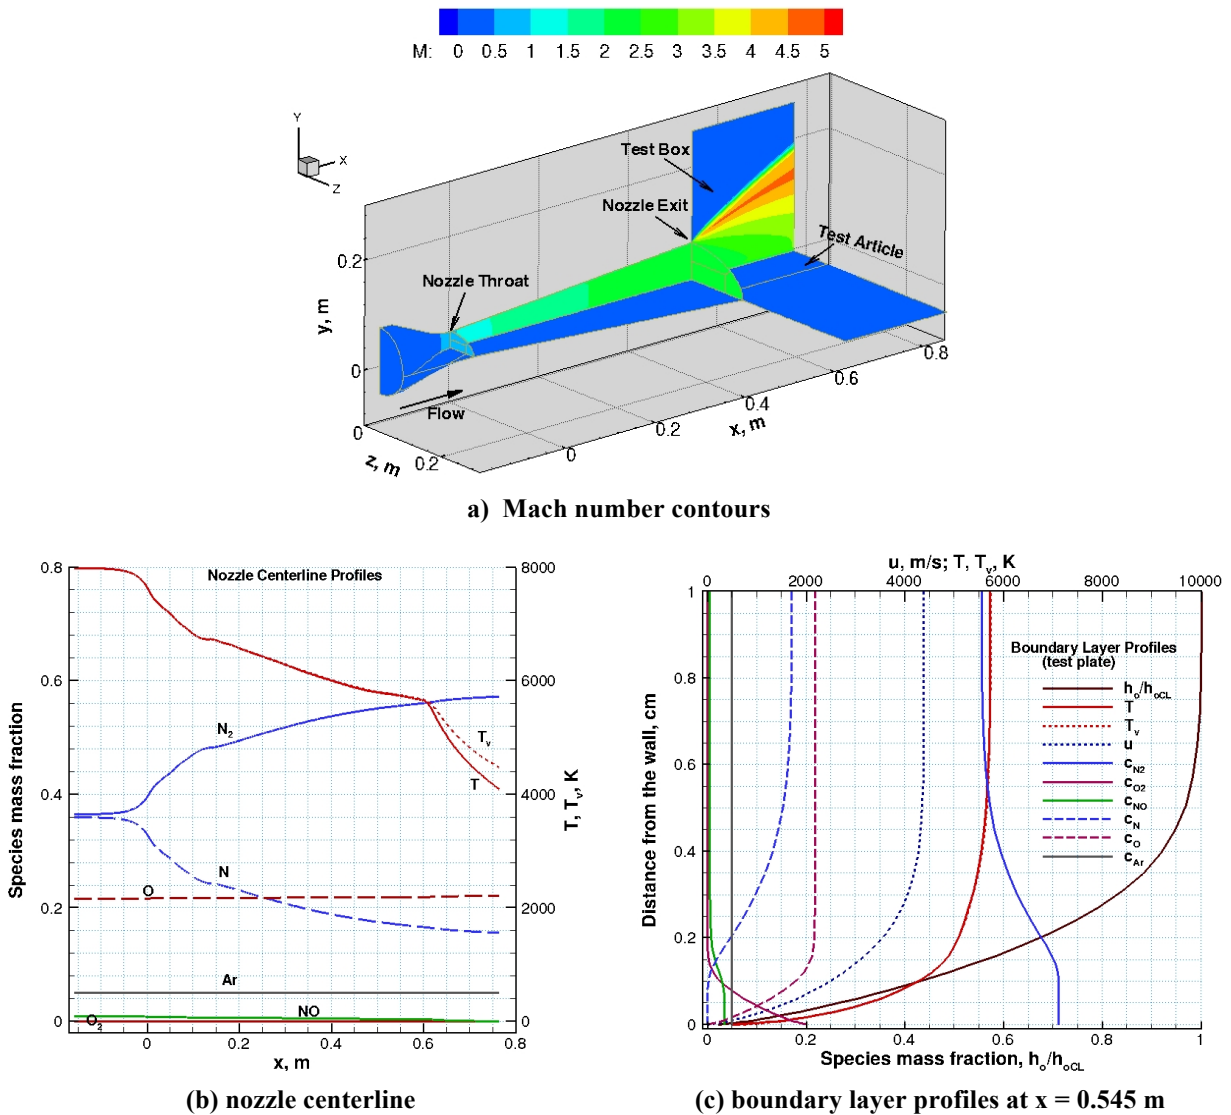 M: 0 0.5 1 1.5 2 2.5 3 3.5 4 4.5 5
Y
X
Z
Test Box
Nozzle Exit
Test Article
Nozzle Throat
Flow
y, m
0.2
0
x, m
0 0.2 0.4 0.6 0.8
z, m
0 0.2
a) Mach number contours
Nozzle Centerline Profiles
Species mass fraction
0.8
0.6
0.4
0.2
0
T, Tv, K
8000
6000
4000
2000
0
N2
Tv
T
N
O
Ar
NO
O2
0 0.2 0.4 0.6 0.8
x, m
(b) nozzle centerline
u, m/s; T, Tv, K
0 2000 4000 6000 8000 10000
Distance from the wall, cm
1
0.8
0.6
0.4
0.2
0
Boundary Layer Profiles
(test plate)
ho/hoCL
T
Tv
u
cN2
cO2
cNO
cN
cO
cAr
0 0.2 0.4 0.6 0.8 1
Species mass fraction, ho/hoCL
(c) boundary layer profiles at x = 0.545 m